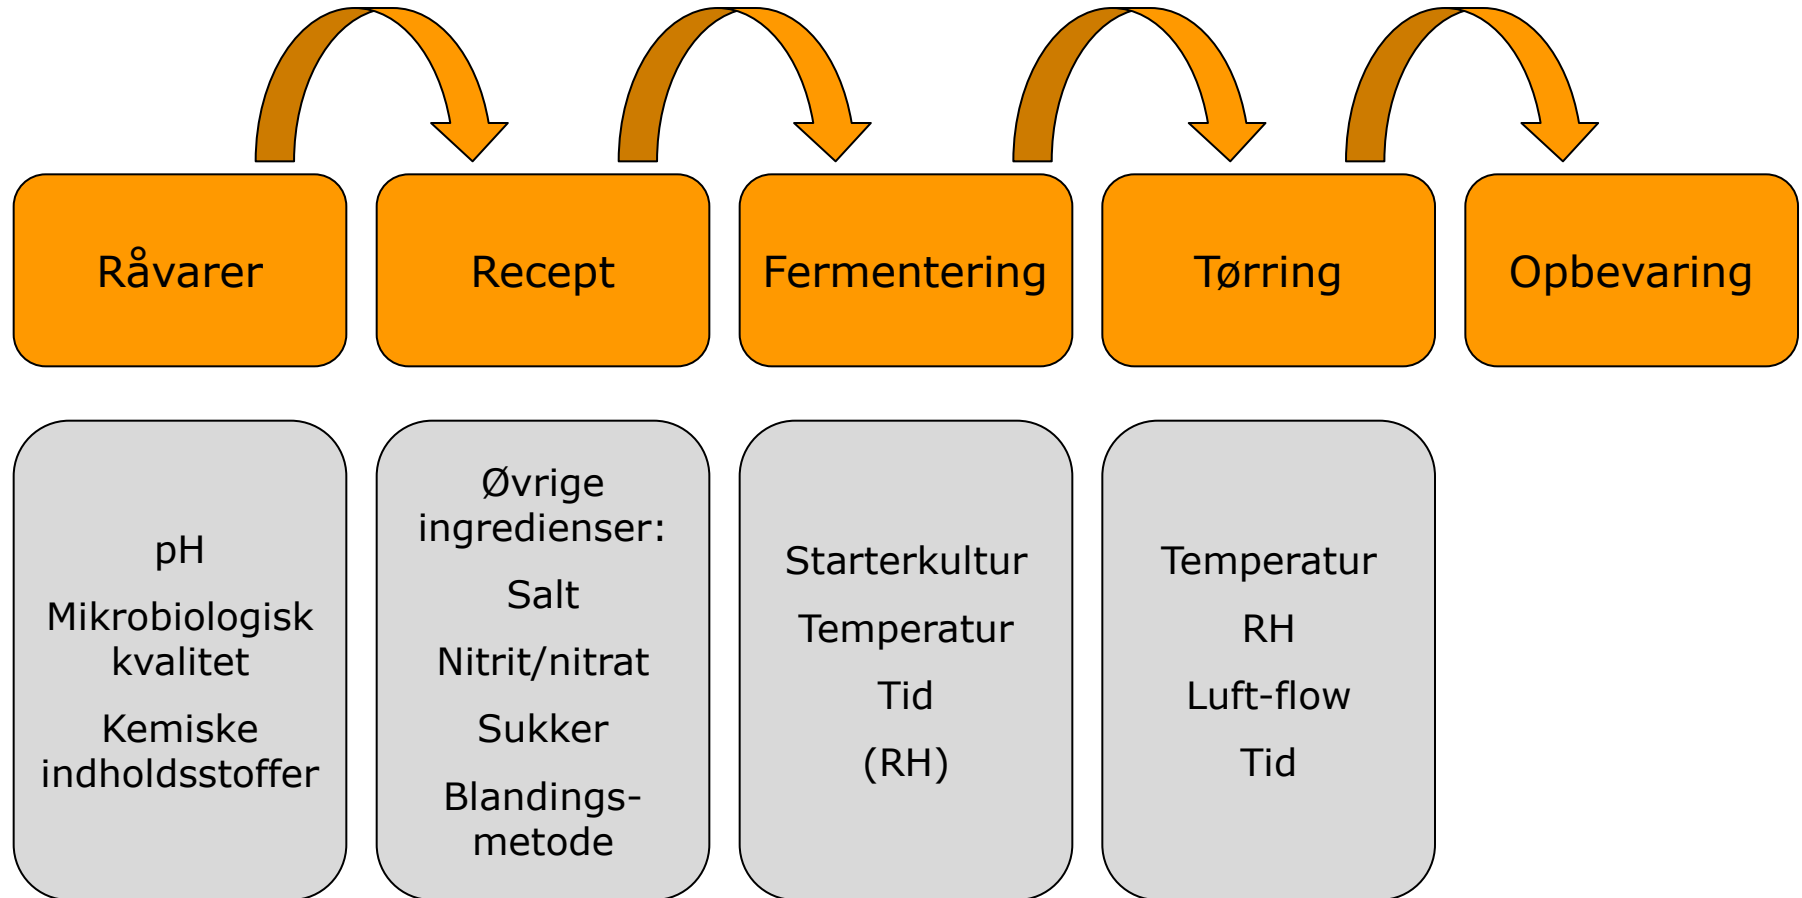 Råvarer
Recept
Fermentering
Tørring
Opbevaring
pH
Mikrobiologisk
kvalitet
Kemiske
indholdsstoffer
Øvrige
ingredienser:
Salt
Nitrit/nitrat
Sukker
Blandings-
metode
Starterkultur
Temperatur
Tid
(RH)
Temperatur
RH
Luft-flow
Tid